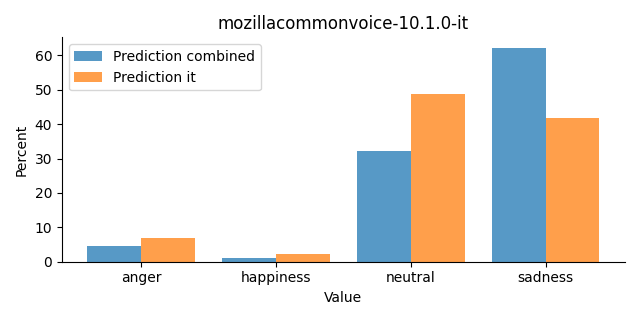 mozillacommonvoice-10.1.0-it
Prediction combined
Prediction it
Percent
60
50
40
30
20
10
0
anger happiness neutral sadness
Value